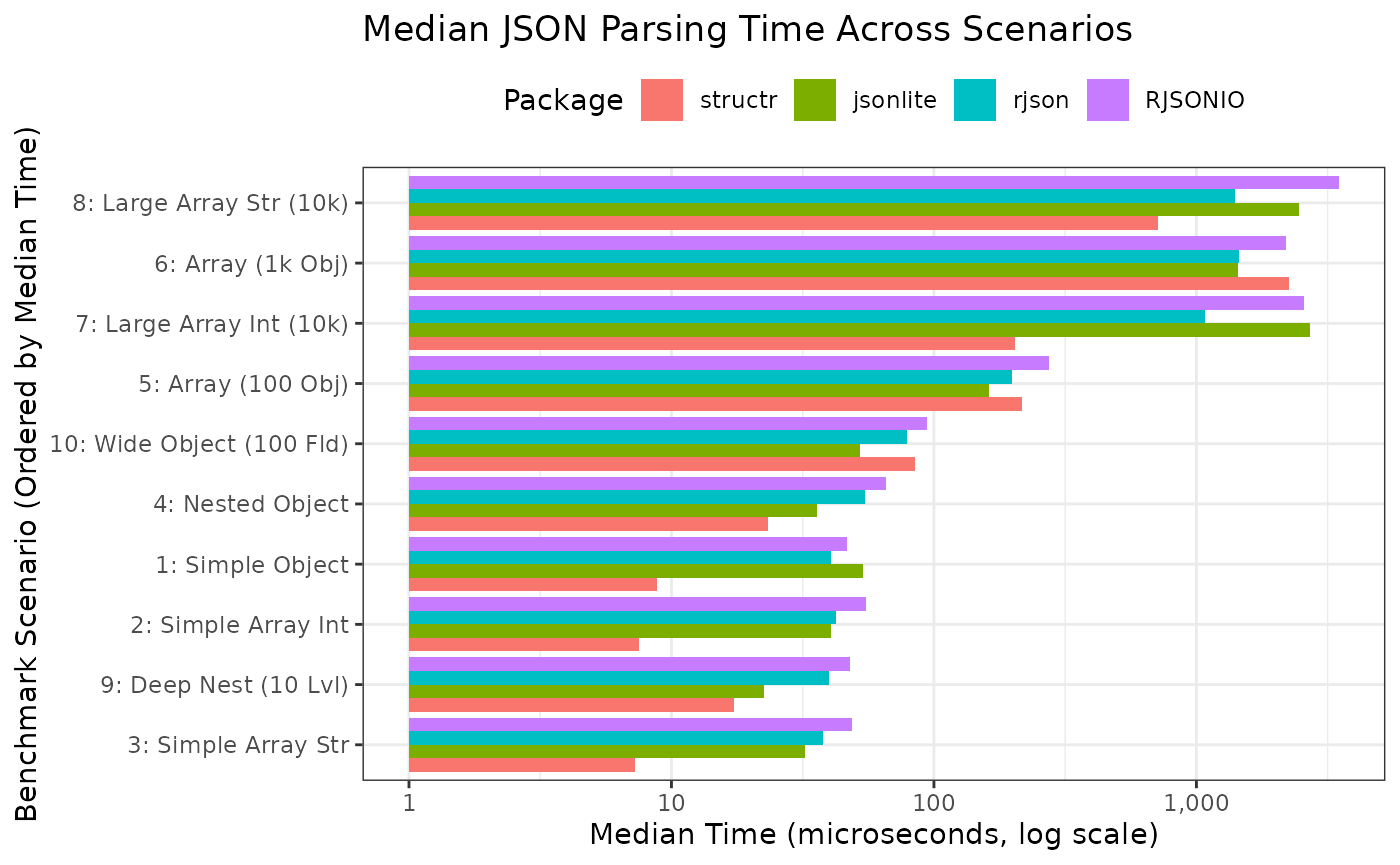 Median JSON Parsing Time Across Scenarios
Package structr jsonlite rjson RJSONIO
Benchmark Scenario (Ordered by Median Time)
8: Large Array Str (10k)
6: Array (1k Obj)
7: Large Array Int (10k)
5: Array (100 Obj)
10: Wide Object (100 Fld)
4: Nested Object
1: Simple Object
2: Simple Array Int
9: Deep Nest (10 Lvl)
3: Simple Array Str
1 10 100 1,000
Median Time (microseconds, log scale)